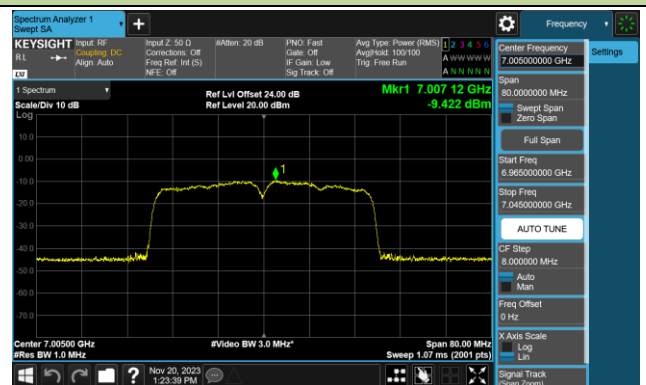 Spectrum Analyzer 1
Swept SA
Frequency
KEYSIGHT
RL
Input: RF
Coupling: DC
Align: Auto
Input Z: 50 Ω
Corrections: Off
Freq Ref: Int (S)
NFE: Off
#Atten: 20 dB
PNO: Fast
Gate: Off
IF Gain: Low
Sig Track: Off
Avg Type: Power (RMS)
Avg|Hold: 100/100
Trig: Free Run
1 2 3 4 5 6
A W W W W W
A N N N N N
LXI
1 Spectrum
Scale/Div 10 dB
Log
Ref Lvl Offset 24.00 dB
Ref Level 20.00 dBm
Mkr1 7.007 12 GHz
-9.422 dBm
10.0
0.00
-10.0
-20.0
-30.0
-40.0
-50.0
-60.0
-70.0
1
Center 7.00500 GHz
#Res BW 1.0 MHz
#Video BW 3.0 MHz*
Span 80.00 MHz
Sweep 1.07 ms (2001 pts)
Nov 20, 2023
1:23:39 PM
?
Center Frequency
7.005000000 GHz
Settings
Span
80.0000000 MHz
Swept Span
Zero Span
Full Span
Start Freq
6.965000000 GHz
Stop Freq
7.045000000 GHz
AUTO TUNE
CF Step
8.000000 MHz
Auto
Man
Freq Offset
0 Hz
X Axis Scale
Log
Lin
Signal Track
(Span Zoom)